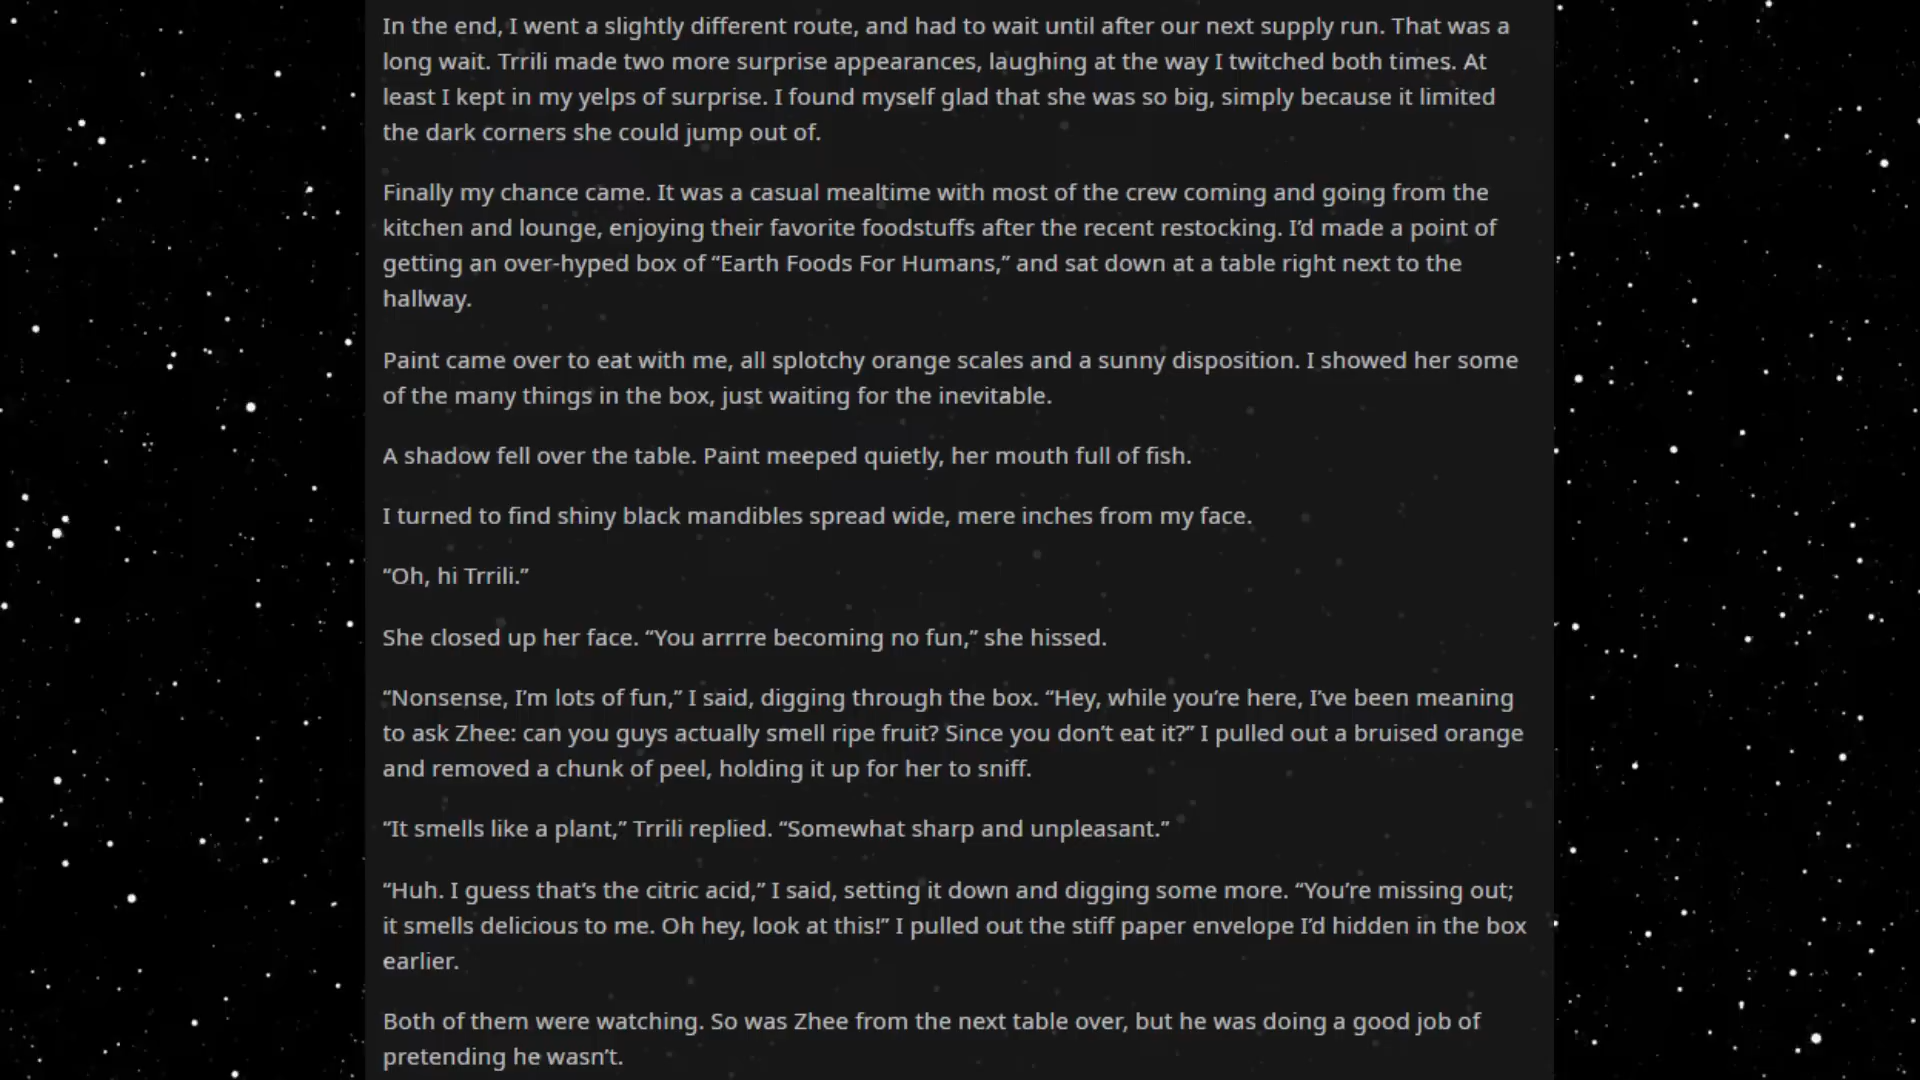 In the end, I went a slightly different route, and had to wait until after our next supply run. That was a
long wait. Trrili made two more surprise appearances, laughing at the way I twitched both times. At
least I kept in my yelps of surprise. I found myself glad that she was so big, simply because it limited
the dark corners she could jump out of.
Finally my chance came. It was a casual mealtime with most of the crew coming and going from the
kitchen and lounge, enjoying their favorite foodstuffs after the recent restocking. I’d made a point of
getting an over-hyped box of “Earth Foods For Humans,” and sat down at a table right next to the
hallway.
Paint came over to eat with me, all splotchy orange scales and a sunny disposition. I showed her some
of the many things in the box, just waiting for the inevitable.
A shadow fell over the table. Paint meeped quietly, her mouth full of fish.
I turned to find shiny black mandibles spread wide, mere inches from my face.
“Oh, hi Trrili.”
She closed up her face. “You arrrre becoming no fun,” she hissed.
“Nonsense, I’m lots of fun,” I said, digging through the box. “Hey, while you’re here, I’ve been meaning
to ask Zhee: can you guys actually smell ripe fruit? Since you don’t eat it?” I pulled out a bruised orange
and removed a chunk of peel, holding it up for her to sniff.
“It smells like a plant,” Trrili replied. “Somewhat sharp and unpleasant.”
“Huh. I guess that’s the citric acid,” I said, setting it down and digging some more. “You’re missing out;
it smells delicious to me. Oh hey, look at this!” I pulled out the stiff paper envelope I’d hidden in the box
earlier.
Both of them were watching. So was Zhee from the next table over, but he was doing a good job of
pretending he wasn’t.